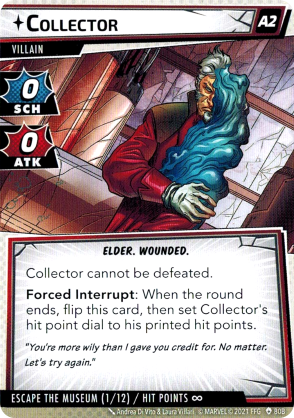 COLLECTOR
A2
VILLAIN
0
SCH
0
ATK
ELDER. WOUNDED.
Collector cannot be defeated.
Forced Interrupt: When the round
ends, flip this card, then set Collector's
hit point dial to his printed hit points.
"You're more wily than I gave you credit for. No matter.
Let's try again."
ESCAPE THE MUSEUM (1/12) / HIT POINTS ∞
Andrea Di Vito & Laura Villari © MARVEL © 2021 FFG 80B